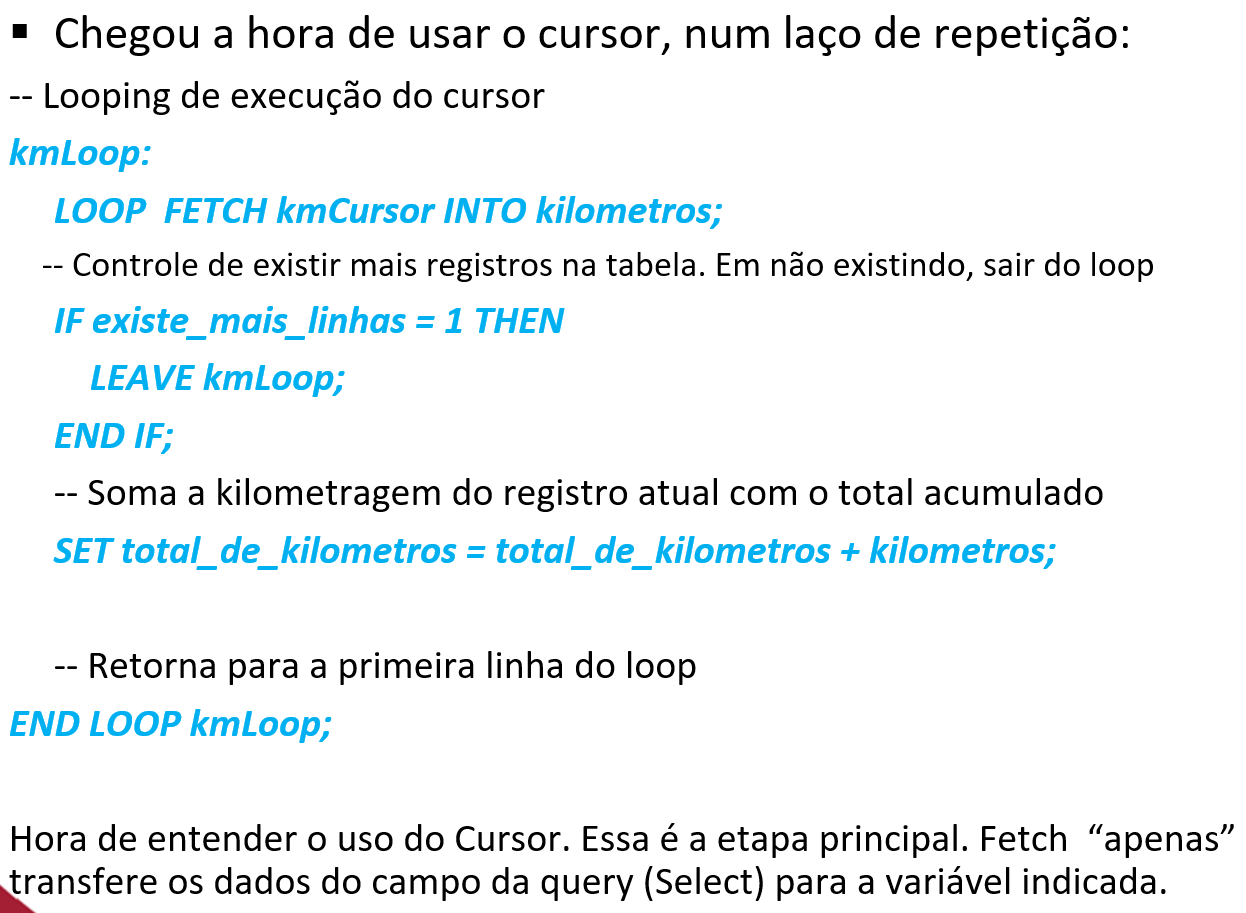 ▪ Chegou a hora de usar o cursor, num laço de repetição:
-- Looping de execução do cursor
kmLoop:
LOOP  FETCH kmCursor INTO kilometros;
-- Controle de existir mais registros na tabela. Em não existindo, sair do loop
IF existe_mais_linhas = 1 THEN
LEAVE kmLoop;
END IF;
-- Soma a kilometragem do registro atual com o total acumulado
SET total_de_kilometros = total_de_kilometros + kilometros;
-- Retorna para a primeira linha do loop
END LOOP kmLoop;
Hora de entender o uso do Cursor. Essa é a etapa principal. Fetch  “apenas”
transfere os dados do campo da query (Select) para a variável indicada.